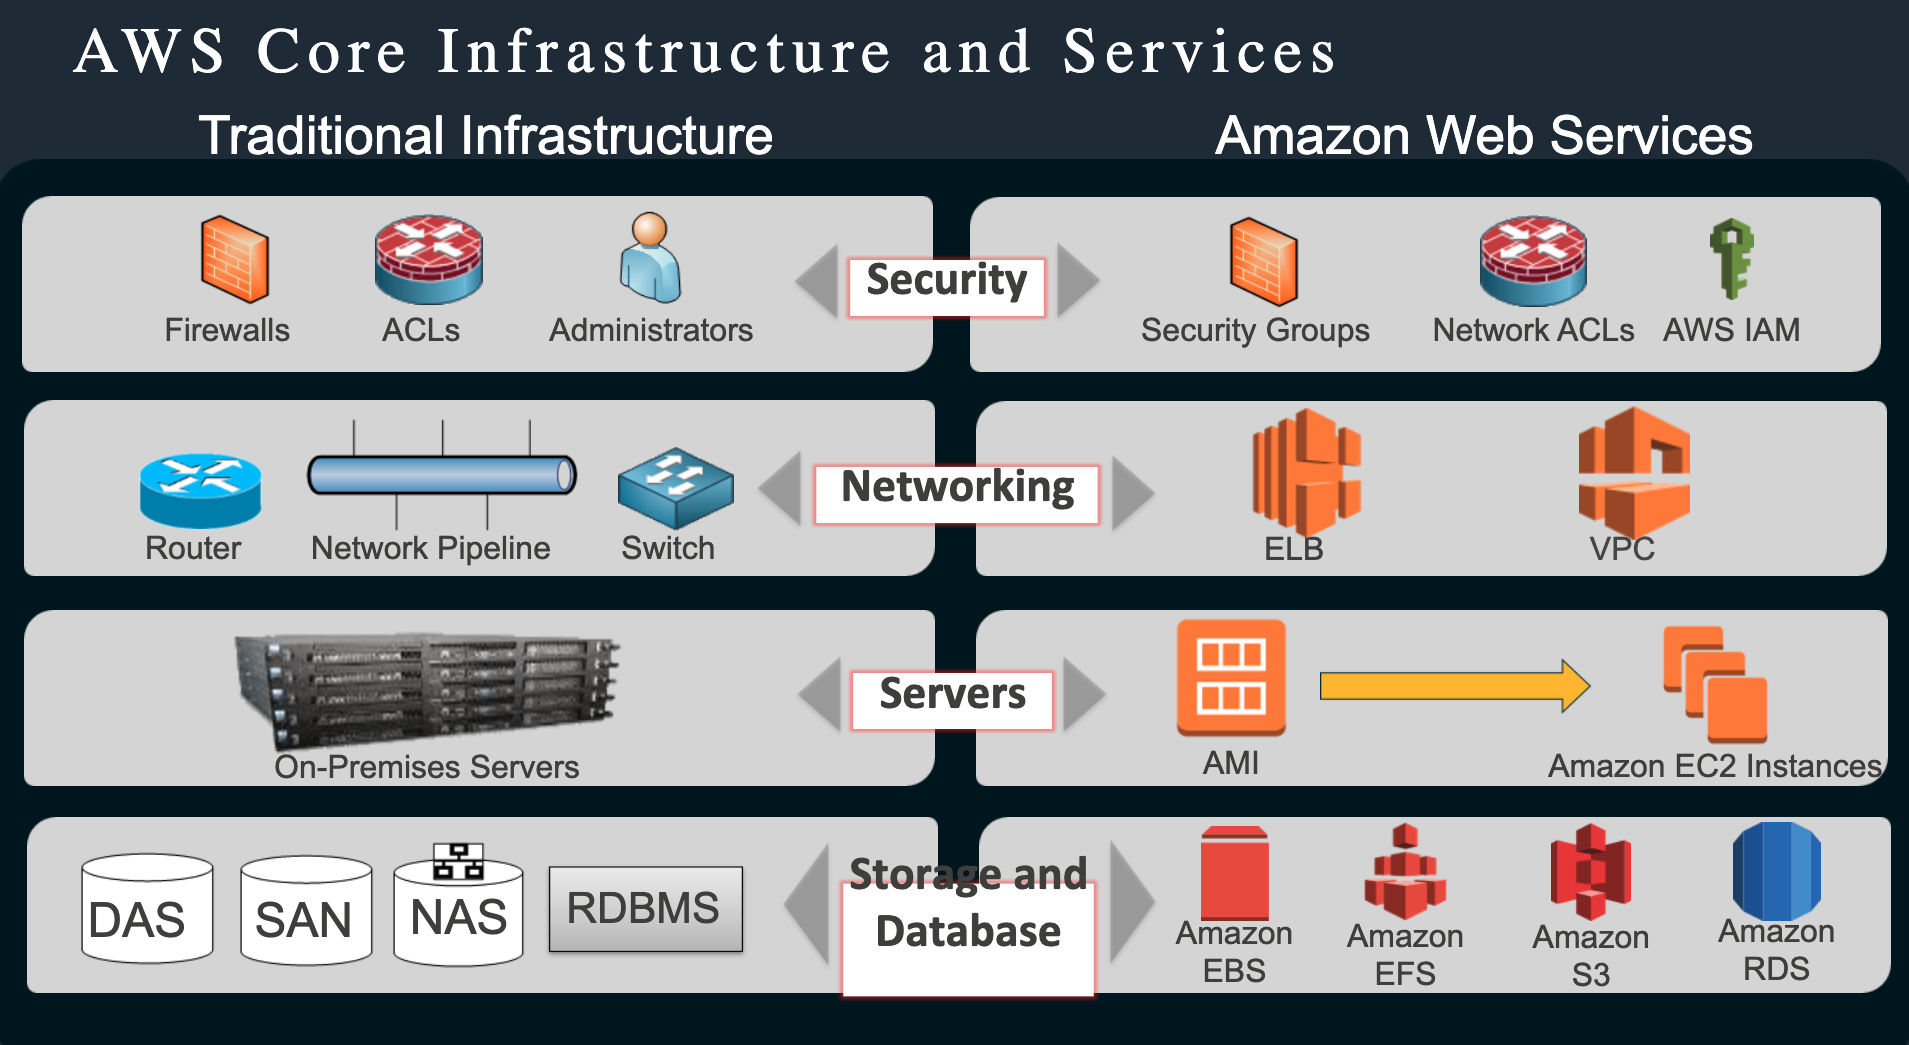 AWS Core Infrastructure and Services
Traditional Infrastructure
Amazon Web Services
Firewalls
ACLs
Administrators
Security
Security Groups
Network ACLs
AWS IAM
Router
Network Pipeline
Switch
Networking
ELB
VPC
On-Premises Servers
Servers
AMI
Amazon EC2 Instances
DAS
SAN
NAS
RDBMS
Storage and
Database
Amazon
EBS
Amazon
EFS
Amazon
S3
Amazon
RDS